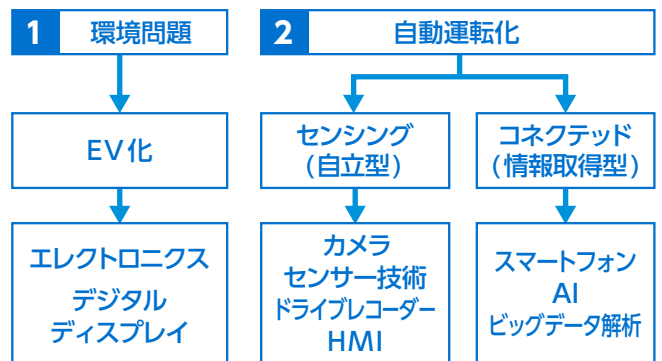 1 環境問題
EV化
エレクトロニクス
デジタル
ディスプレイ
2 自動運転化
センシング
(自立型)
カメラ
センサー技術
ドライブレコーダー
HMI
コネクテッド
(情報取得型)
スマートフォン
AI
ビッグデータ解析